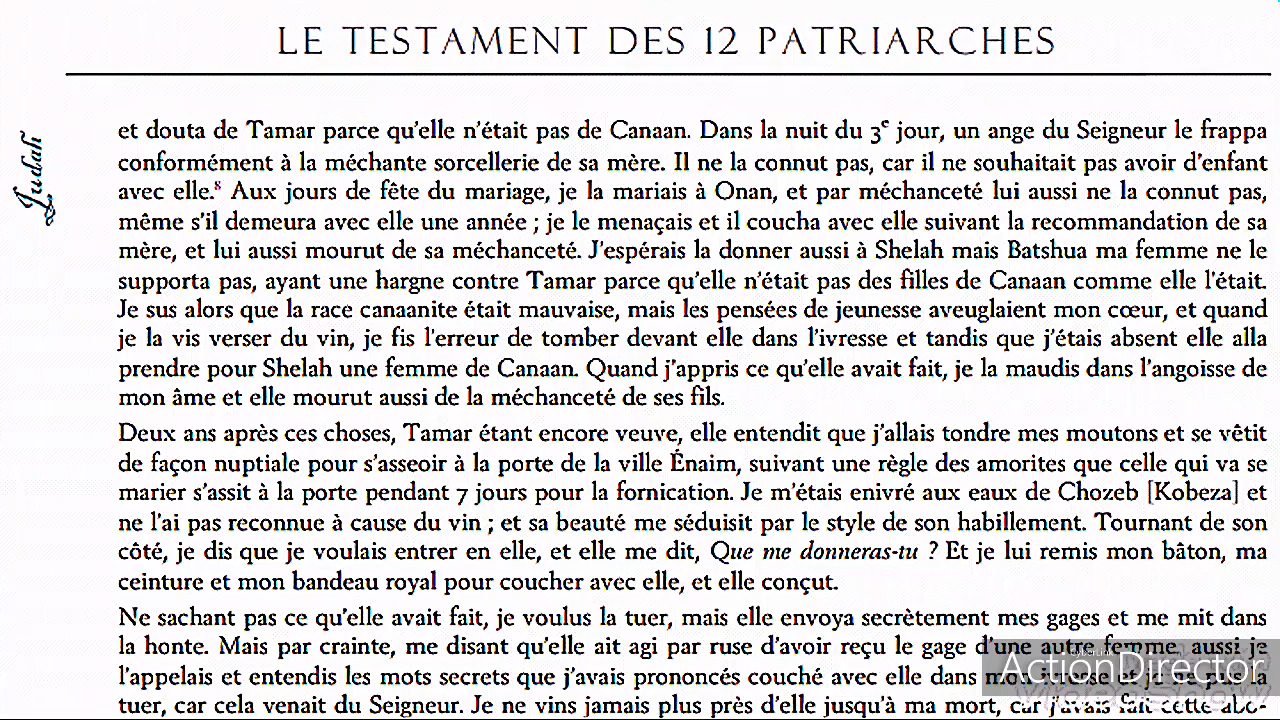 LE TESTAMENT DES 12 PATRIARCHES
Judah
et douta de Tamar parce qu'elle n'était pas de Canaan. Dans la nuit du 3e jour, un ange du Seigneur le frappa
conformément à la méchante sorcellerie de sa mère. Il ne la connut pas, car il ne souhaitait pas avoir d'enfant
avec elle.8 Aux jours de fête du mariage, je la mariais à Onan, et par méchanceté lui aussi ne la connut pas,
même s'il demeura avec elle une année ; je le menaçais et il coucha avec elle suivant la recommandation de sa
mère, et lui aussi mourut de sa méchanceté. J'espérais la donner aussi à Shelah mais Batshua ma femme ne le
supporta pas, ayant une hargne contre Tamar parce qu'elle n'était pas des filles de Canaan comme elle l'était.
Je sus alors que la race canaanite était mauvaise, mais les pensées de jeunesse aveuglaient mon cœur, et quand
je la vis verser du vin, je fis l'erreur de tomber devant elle dans l'ivresse et tandis que j'étais absent elle alla
prendre pour Shelah une femme de Canaan. Quand j'appris ce qu'elle avait fait, je la maudis dans l'angoisse de
mon âme et elle mourut aussi de la méchanceté de ses fils.
Deux ans après ces choses, Tamar étant encore veuve, elle entendit que j'allais tondre mes moutons et se vêtit
de façon nuptiale pour s'asseoir à la porte de la ville Énaim, suivant une règle des amorites que celle qui va se
marier s'assit à la porte pendant 7 jours pour la fornication. Je m'étais enivré aux eaux de Chozeb [Kobeza] et
ne l'ai pas reconnue à cause du vin ; et sa beauté me séduisit par le style de son habillement. Tournant de son
côté, je dis que je voulais entrer en elle, et elle me dit, Que me donneras-tu ? Et je lui remis mon bâton, ma
ceinture et mon bandeau royal pour coucher avec elle, et elle conçut.
Ne sachant pas ce qu'elle avait fait, je voulus la tuer, mais elle envoya secrètement mes gages et me mit dans
la honte. Mais par crainte, me disant qu'elle ait agi par ruse d'avoir reçu le gage d'une autre femme, aussi je
l'appelais et entendis les mots secrets que j'avais prononcés couché avec elle dans mon ivresse et je ne pus la
tuer, car cela venait du Seigneur. Je ne vins jamais plus près d'elle jusqu'à ma mort, car j'avais fait cette abo-
CyberLink
ActionDirector